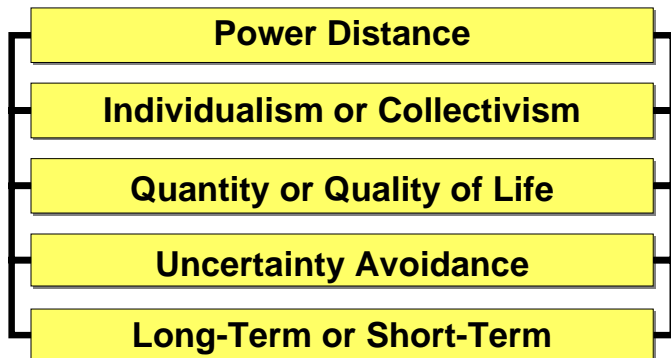 Power Distance
Individualism or Collectivism
Quantity or Quality of Life
Uncertainty Avoidance
Long-Term or Short-Term